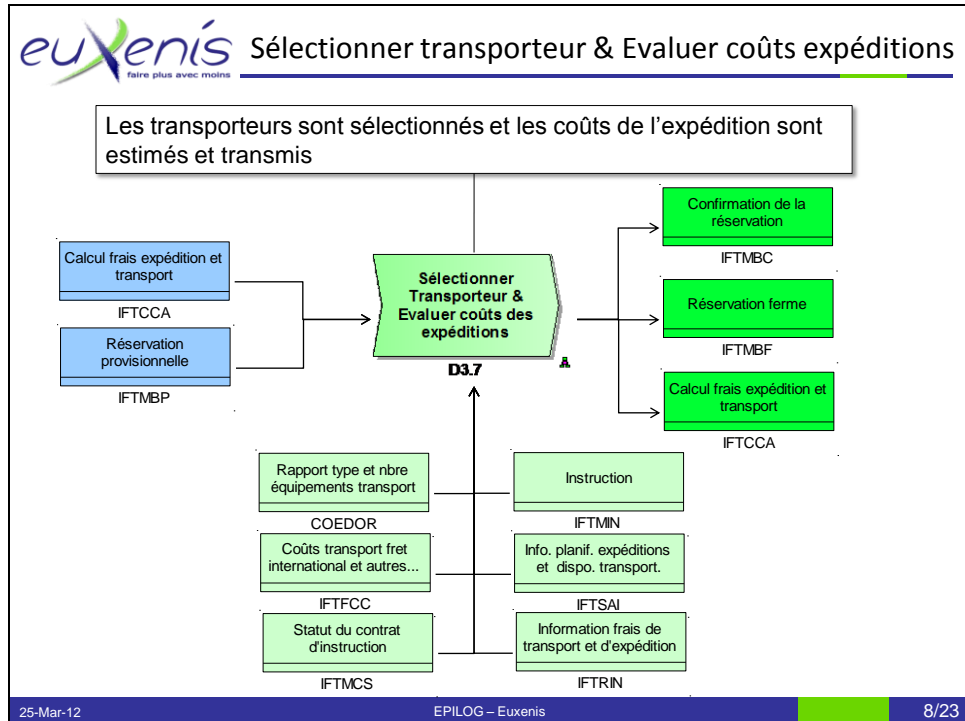 euxenis
faire plus avec moins
Sélectionner transporteur & Evaluer coûts expéditions
Les transporteurs sont sélectionnés et les coûts de l'expédition sont
estimés et transmis
Calcul frais expédition et
transport
IFTCCA
Réservation
provisionnelle
IFTMBP
Sélectionner
Transporteur &
Evaluer coûts des
expéditions
D3.7
A
Confirmation de la
réservation
IFTMBC
Réservation ferme
IFTMBF
Calcul frais expédition et
transport
IFTCCA
Rapport type et nbre
équipements transport
COEDOR
Instruction
IFTMIN
Coûts transport fret
international et autres...
IFTFCC
Info. planif. expéditions
et dispo. transport.
IFTSAI
Statut du contrat
d'instruction
IFTMCS
Information frais de
transport et d'expédition
IFTRIN
25-Mar-12
EPILOG – Euxenis
8/23